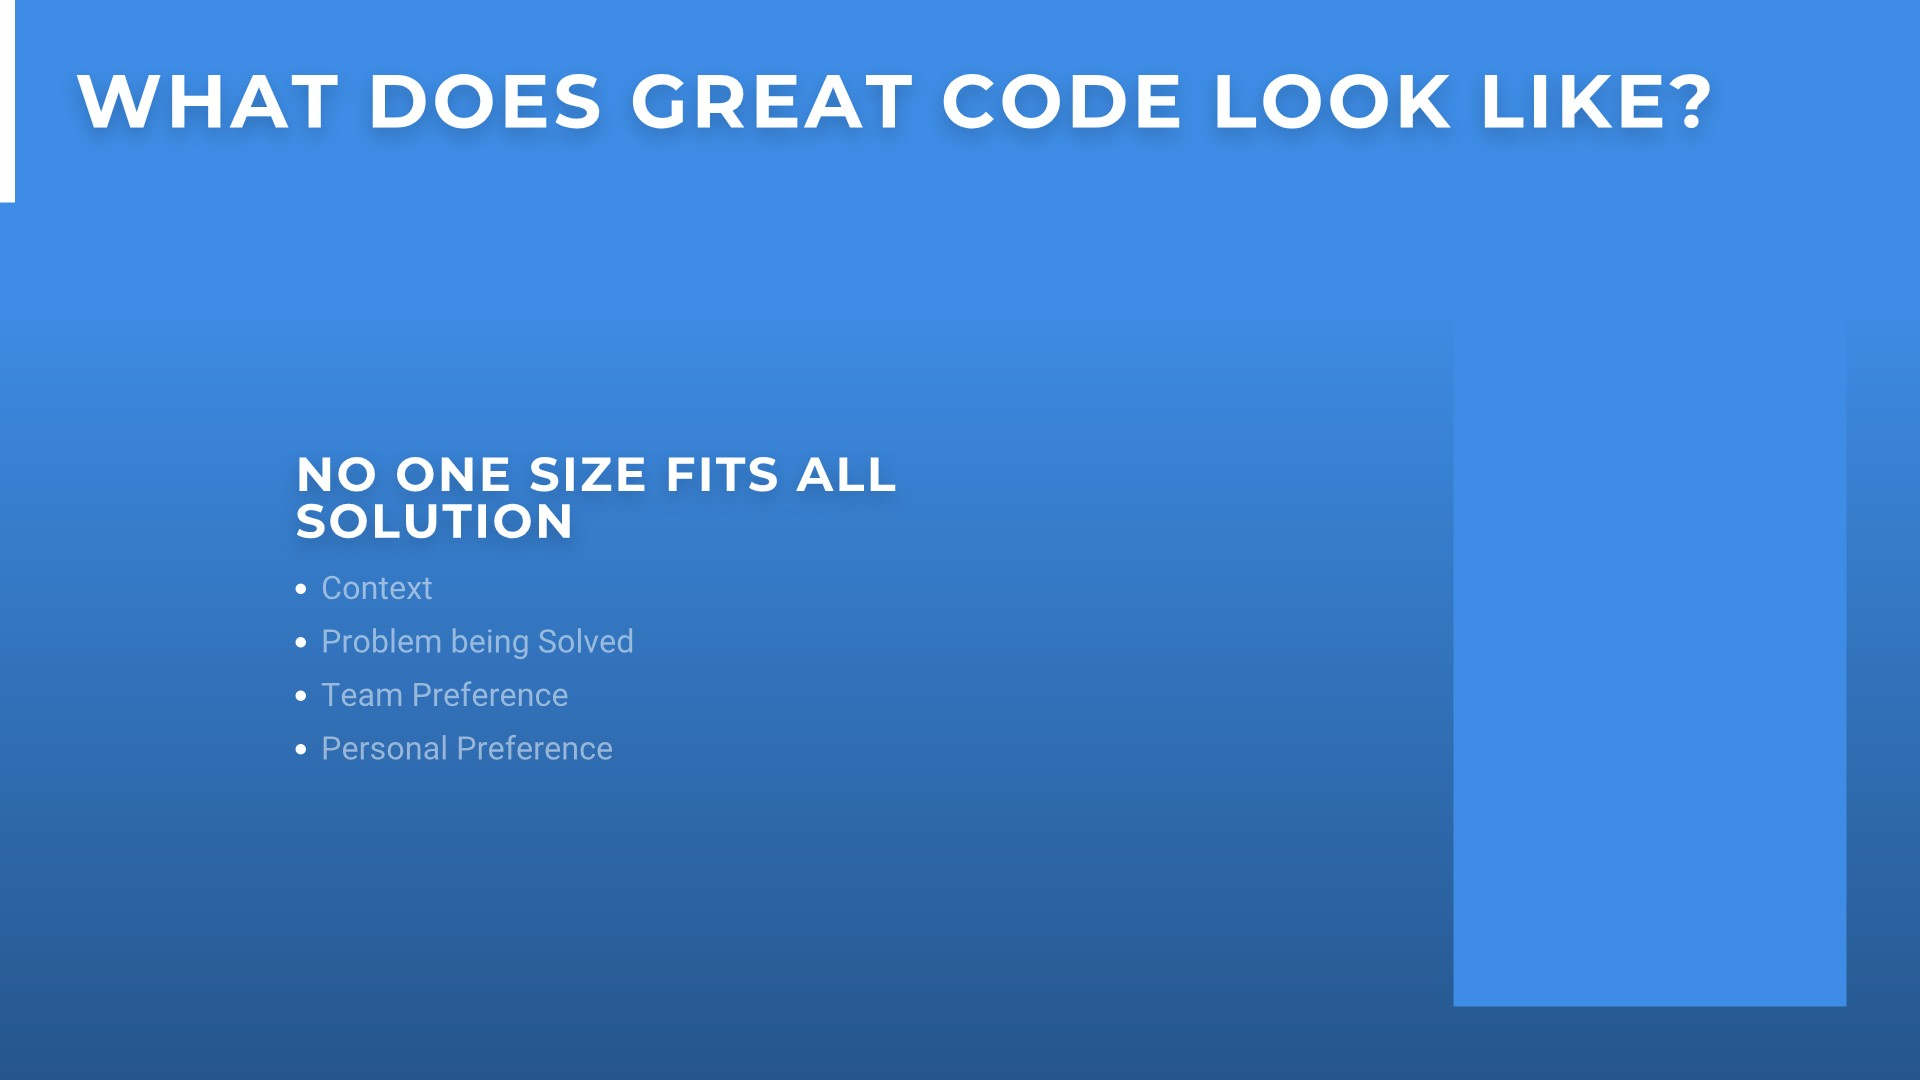 WHAT DOES GREAT CODE LOOK LIKE?
NO ONE SIZE FITS ALL
SOLUTION
• Context
• Problem being Solved
• Team Preference
• Personal Preference